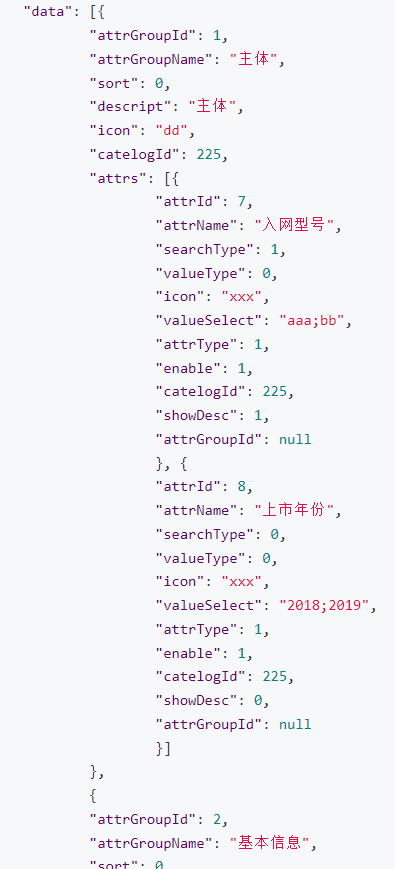 "data": [{
"attrGroupId": 1,
"attrGroupName": "主体",
"sort": 0,
"descript": "主体",
"icon": "dd",
"catelogId": 225,
"attrs": [{
"attrId": 7,
"attrName": "入网型号",
"searchType": 1,
"valueType": 0,
"icon": "xxx",
"valueSelect": "aaa;bb",
"attrType": 1,
"enable": 1,
"catelogId": 225,
"showDesc": 1,
"attrGroupId": null
}, {
"attrId": 8,
"attrName": "上市年份",
"searchType": 0,
"valueType": 0,
"icon": "xxx",
"valueSelect": "2018;2019",
"attrType": 1,
"enable": 1,
"catelogId": 225,
"showDesc": 0,
"attrGroupId": null
}]
},
{
"attrGroupId": 2,
"attrGroupName": "基本信息",
"sort": 0